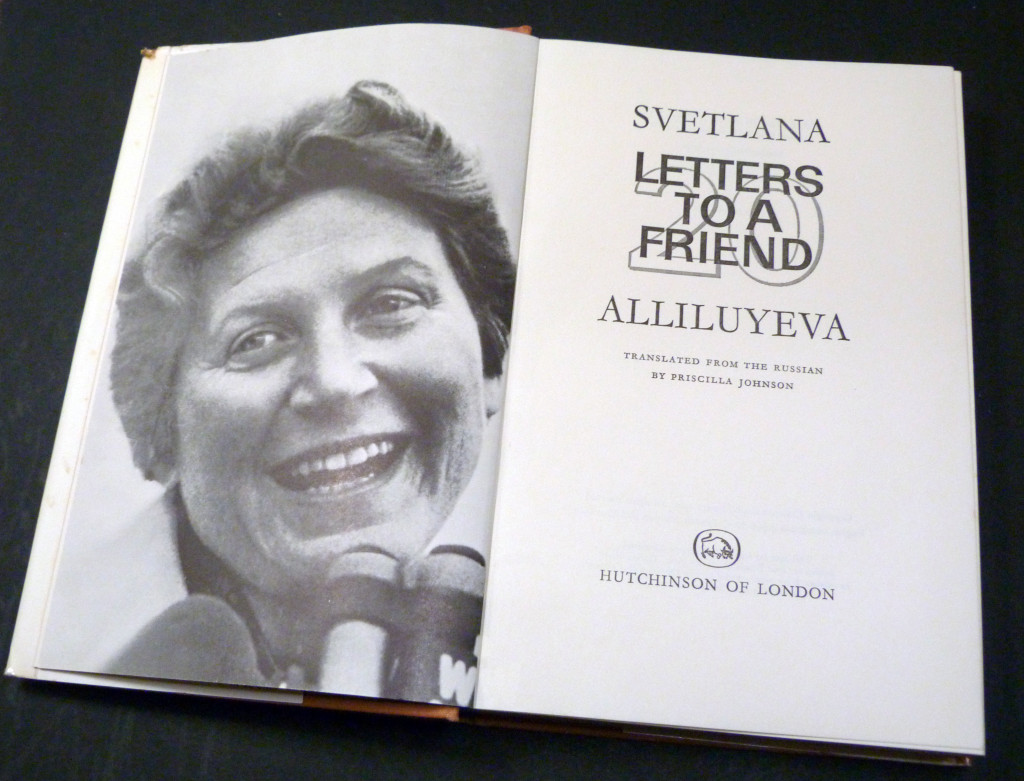 SVETLANA
20
LETTERS
TO A
FRIEND
ALLILUYEVA
TRANSLATED FROM THE RUSSIAN
BY PRISCILLA JOHNSON
HUTCHINSON OF LONDON